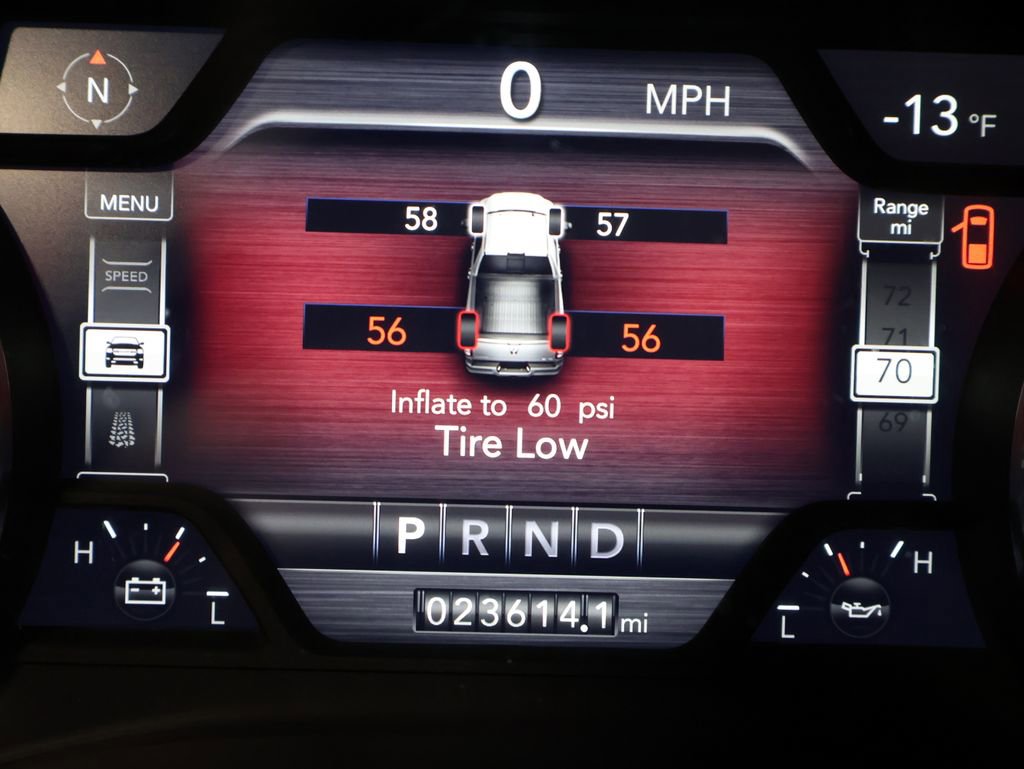 N
0 MPH
-13 °F
MENU
Range
mi
SPEED
58 57
72
71
56 56
70
Inflate to 60 psi
69
Tire Low
P R N D
H
H
L
L
023614.1 mi